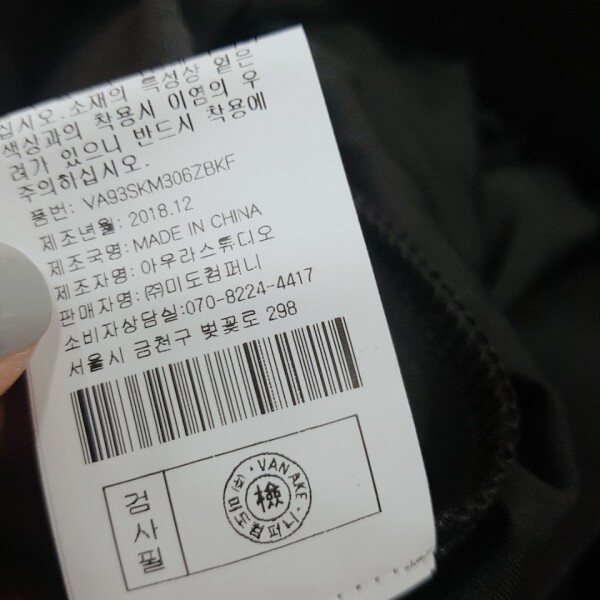 십시오.소재의 특성상 옅은
색상과의 착용시 이염의 우
려가 있으니 반드시 착용에
주의하십시오.
품번: VA93SKM306ZBKF
제조년월: 2018.12
제조국명: MADE IN CHINA
제조자명: 아우라스튜디오
판매자명: ㈜미도컴퍼니
소비자상담실:070-8224-4417
서울시 금천구 벚꽃로 298
검사필
· VAN AKE · ㈜미도컴퍼니
檢